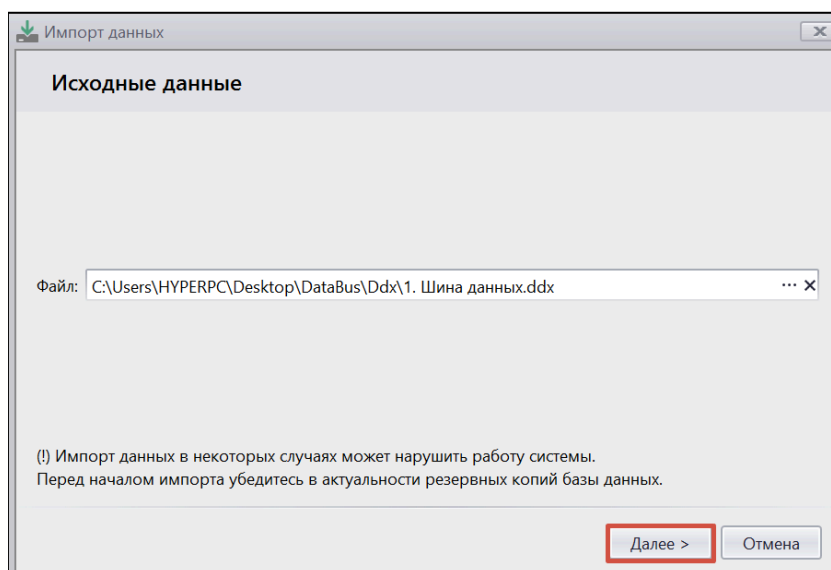 Импорт данных
Исходные данные
Файл: C:\Users\HYPERPC\Desktop\DataBus\Ddx\1. Шина данных.ddx
(!) Импорт данных в некоторых случаях может нарушить работу системы.
Перед началом импорта убедитесь в актуальности резервных копий базы данных.
Далее > Отмена